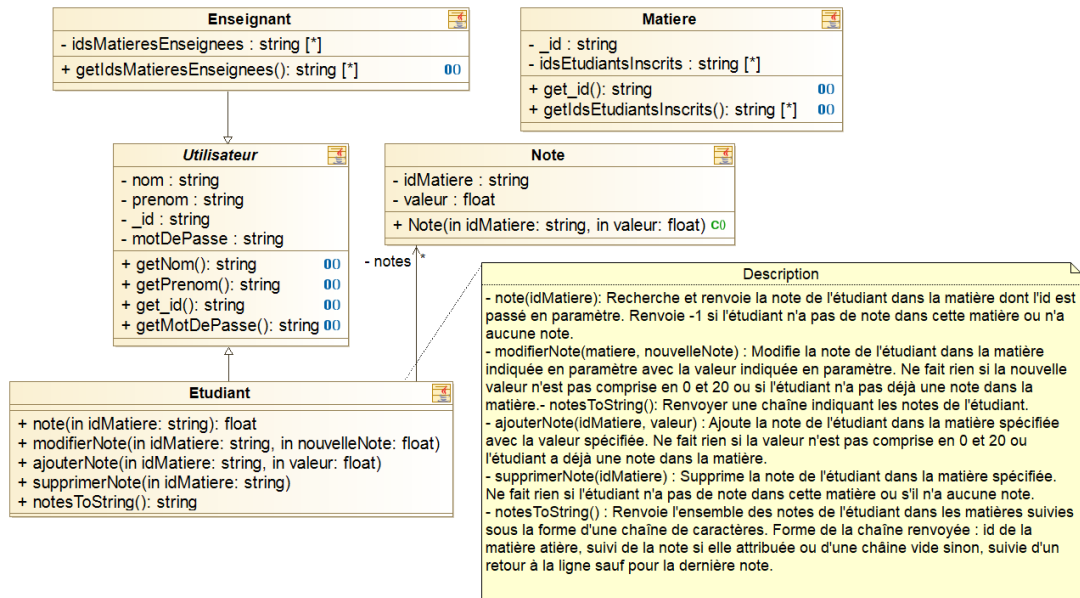 Enseignant
- idsMatieresEnseignees : string [*]
+ getIdsMatieresEnseignees(): string [*]
Matiere
- _id : string
- idsEtudiantsInscrits : string [*]
+ get_id(): string
+ getIdsEtudiantsInscrits(): string [*]
Utilisateur
- nom : string
- prenom : string
- _id : string
- motDePasse : string
+ getNom(): string
+ getPrenom(): string
+ get_id(): string
+ getMotDePasse(): string
Note
- idMatiere : string
- valeur : float
+ Note(in idMatiere: string, in valeur: float)
- notes
*
Etudiant
+ note(in idMatiere: string): float
+ modifierNote(in idMatiere: string, in nouvelleNote: float)
+ ajouterNote(in idMatiere: string, in valeur: float)
+ supprimerNote(in idMatiere: string)
+ notesToString(): string
Description
- note(idMatiere): Recherche et renvoie la note de l'étudiant dans la matière dont l'id est
passé en paramètre. Renvoie -1 si l'étudiant n'a pas de note dans cette matière ou n'a
aucune note.
- modifierNote(matiere, nouvelleNote) : Modifie la note de l'étudiant dans la matière
indiquée en paramètre avec la valeur indiquée en paramètre. Ne fait rien si la nouvelle
valeur n'est pas comprise en 0 et 20 ou si l'étudiant n'a pas déjà une note dans la
matière.- notesToString(): Renvoyer une chaîne indiquant les notes de l'étudiant.
- ajouterNote(idMatiere, valeur) : Ajoute la note de l'étudiant dans la matière spécifiée
avec la valeur spécifiée. Ne fait rien si la valeur n'est pas comprise en 0 et 20 ou
l'étudiant a déjà une note dans la matière.
- supprimerNote(idMatiere) : Supprime la note de l'étudiant dans la matière spécifiée.
Ne fait rien si l'étudiant n'a pas de note dans cette matière ou s'il n'a aucune note.
- notesToString() : Renvoie l'ensemble des notes de l'étudiant dans les matières suivies
sous la forme d'une chaîne de caractères. Forme de la chaîne renvoyée : id de la
matière atière, suivi de la note si elle attribuée ou d'une châine vide sinon, suivie d'un
retour à la ligne sauf pour la dernière note.